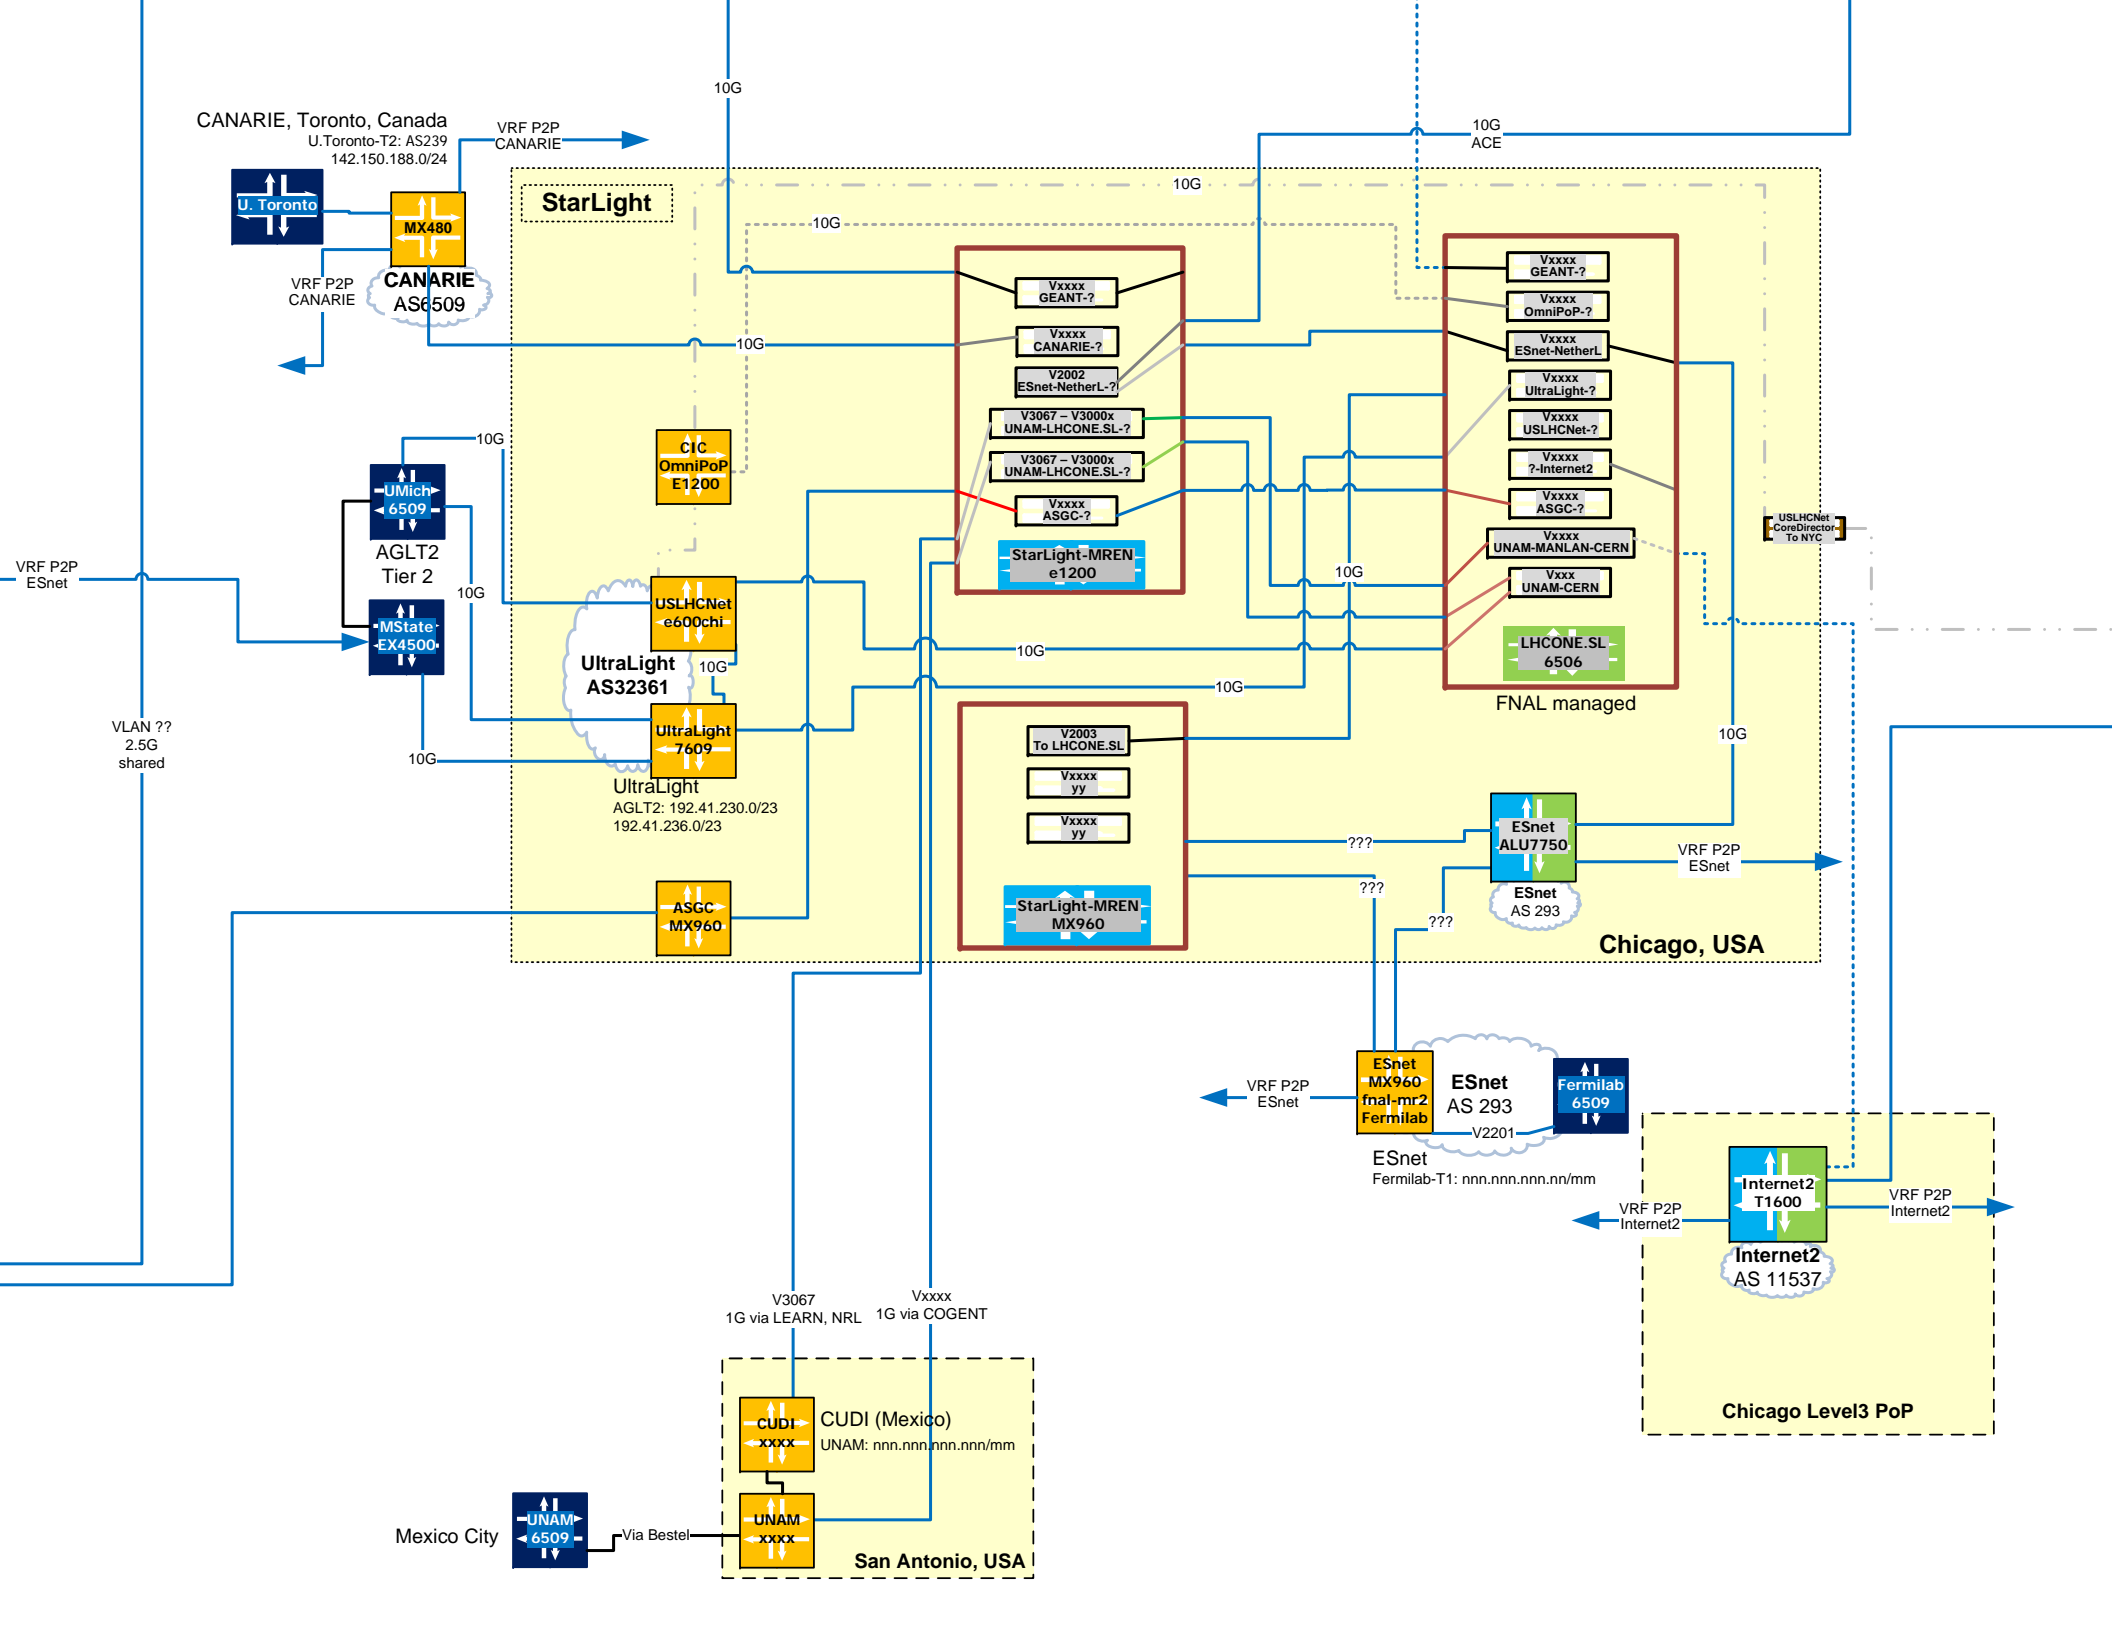 10G
CANARIE, Toronto, Canada
U.Toronto-T2: AS239
142.150.188.0/24
VRF P2P
CANARIE
10G
ACE
U. Toronto
MX480
CANARIE
AS6509
VRF P2P
CANARIE
StarLight
10G
10G
10G
Vxxxx
GEANT-?
Vxxxx
CANARIE-?
V2002
ESnet-NetherL-?
V3067 – V3000x
UNAM-LHCONE.SL-?
V3067 – V3000x
UNAM-LHCONE.SL-?
Vxxxx
ASGC-?
StarLight-MREN
e1200
Vxxxx
GEANT-?
Vxxxx
OmniPoP-?
Vxxxx
ESnet-NetherL
Vxxxx
UltraLight-?
Vxxxx
USLHCNet-?
Vxxxx
?-Internet2
Vxxxx
ASGC-?
Vxxxx
UNAM-MANLAN-CERN
Vxxx
UNAM-CERN
LHCONE.SL
6506
FNAL managed
USLHCNet
CoreDirector
To NYC
10G
CIC
OmniPoP
E1200
UMich
6509
AGLT2
Tier 2
VRF P2P
ESnet
10G
MState
EX4500
USLHCNet
e600chi
UltraLight
AS32361
10G
10G
10G
10G
UltraLight
7609
10G
UltraLight
AGLT2: 192.41.230.0/23
192.41.236.0/23
VLAN ??
2.5G
shared
V2003
To LHCONE.SL
Vxxxx
yy
Vxxxx
yy
StarLight-MREN
MX960
10G
ESnet
ALU7750
???
???
???
VRF P2P
ESnet
ESnet
AS 293
ASGC
MX960
Chicago, USA
VRF P2P
ESnet
ESnet
MX960
fnal-mr2
Fermilab
ESnet
AS 293
Fermilab
6509
V2201
ESnet
Fermilab-T1: nnn.nnn.nnn.nn/mm
Internet2
T1600
VRF P2P
Internet2
VRF P2P
Internet2
Internet2
AS 11537
Chicago Level3 PoP
V3067
1G via LEARN, NRL
Vxxxx
1G via COGENT
CUDI
xxxx
CUDI (Mexico)
UNAM: nnn.nnn.nnn.nnn/mm
Mexico City
UNAM
6509
Via Bestel
UNAM
xxxx
San Antonio, USA